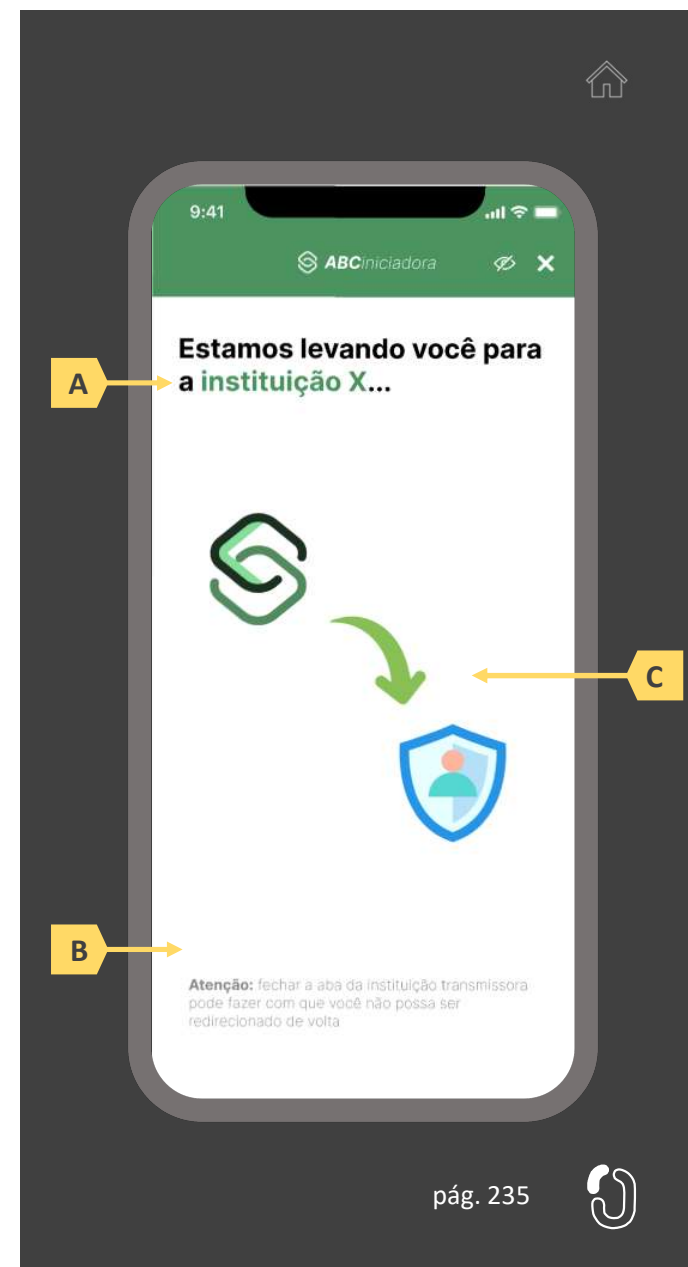 9:41
ABCiniciadora
Estamos levando você para
a instituição X...
A
C
B
Atenção: fechar a aba da instituição transmissora
pode fazer com que você não possa ser
redirecionado de volta
pág. 235